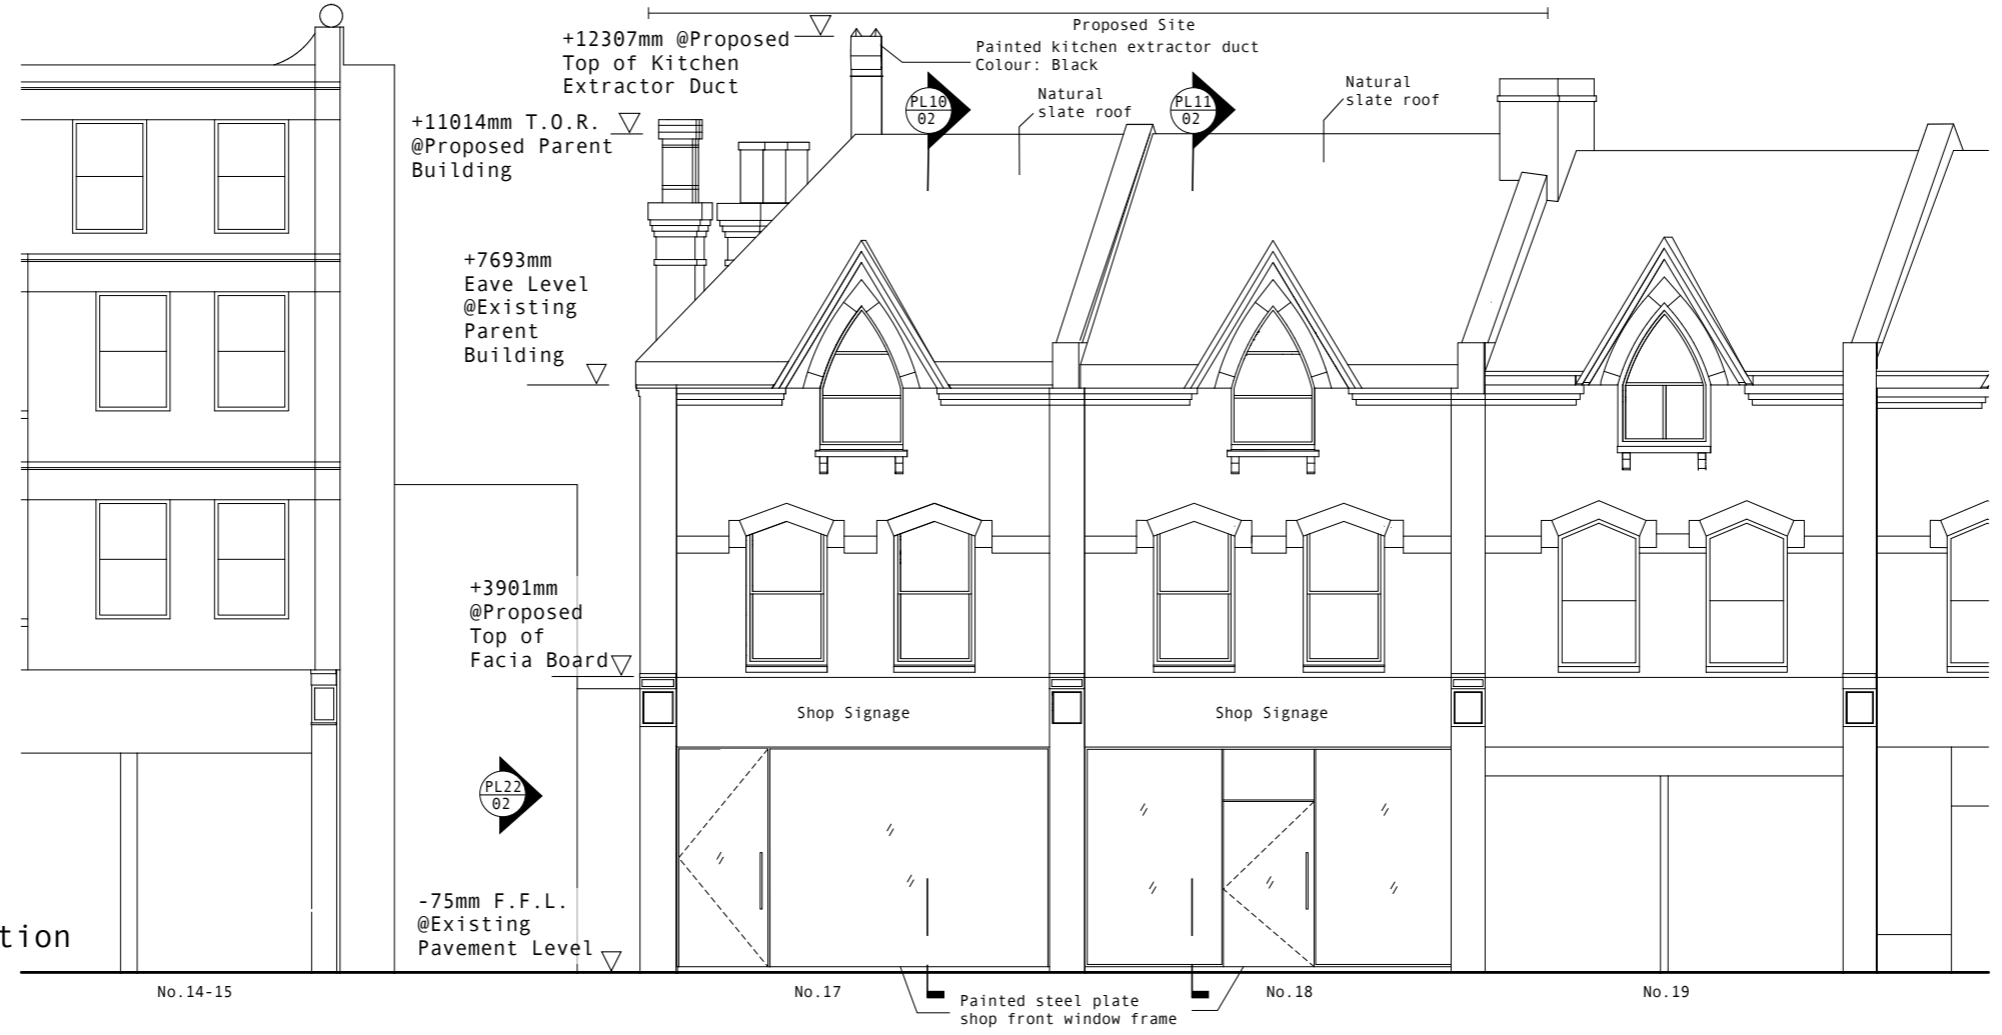 Proposed Site
+12307mm @Proposed
Top of Kitchen
Extractor Duct
Painted kitchen extractor duct
Colour: Black
PL10
02
Natural
slate roof
PL11
02
Natural
slate roof
+11014mm T.O.R.
@Proposed Parent
Building
+7693mm
Eave Level
@Existing
Parent
Building
+3901mm
@Proposed
Top of
Facia Board
Shop Signage
Shop Signage
PL22
02
-75mm F.F.L.
@Existing
Pavement Level
tion
No.14-15
No.17
No.18
No.19
Painted steel plate
shop front window frame